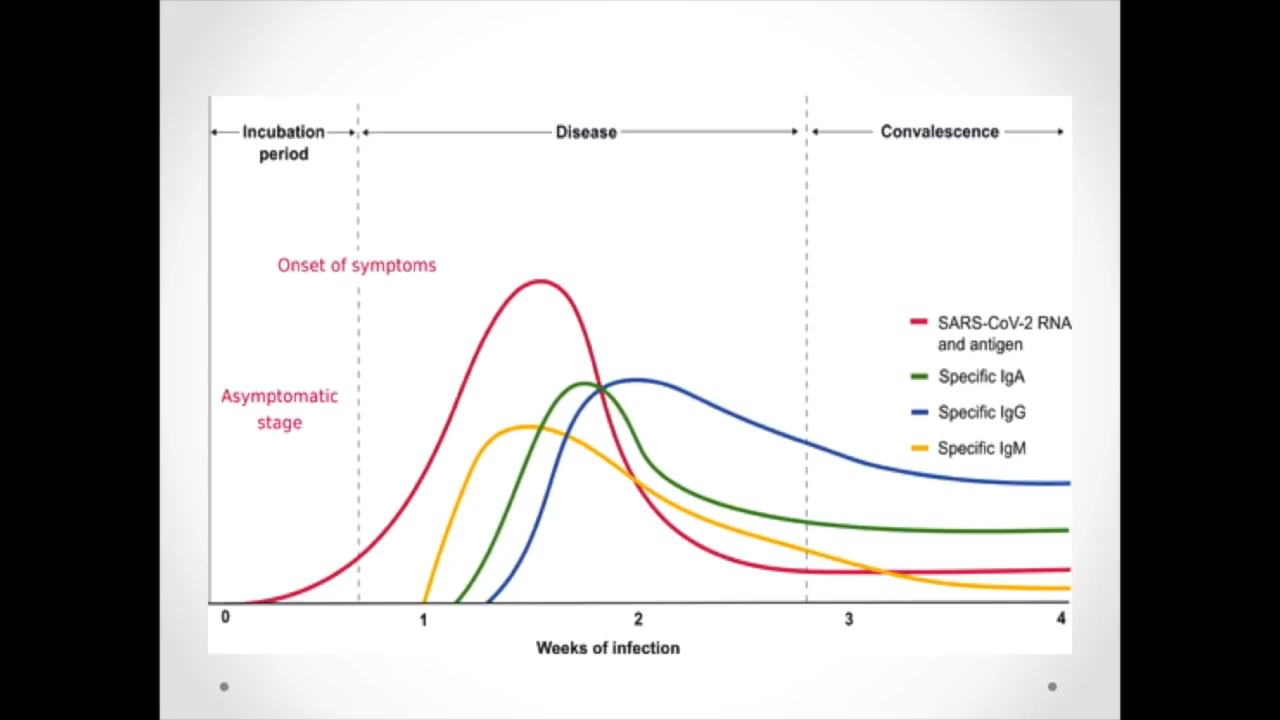 Incubation
period
Disease
Convalescence
Onset of symptoms
SARS-CoV-2 RNA
and antigen
Specific IgA
Asymptomatic
stage
Specific IgG
Specific IgM
0
1
2
3
4
Weeks of infection